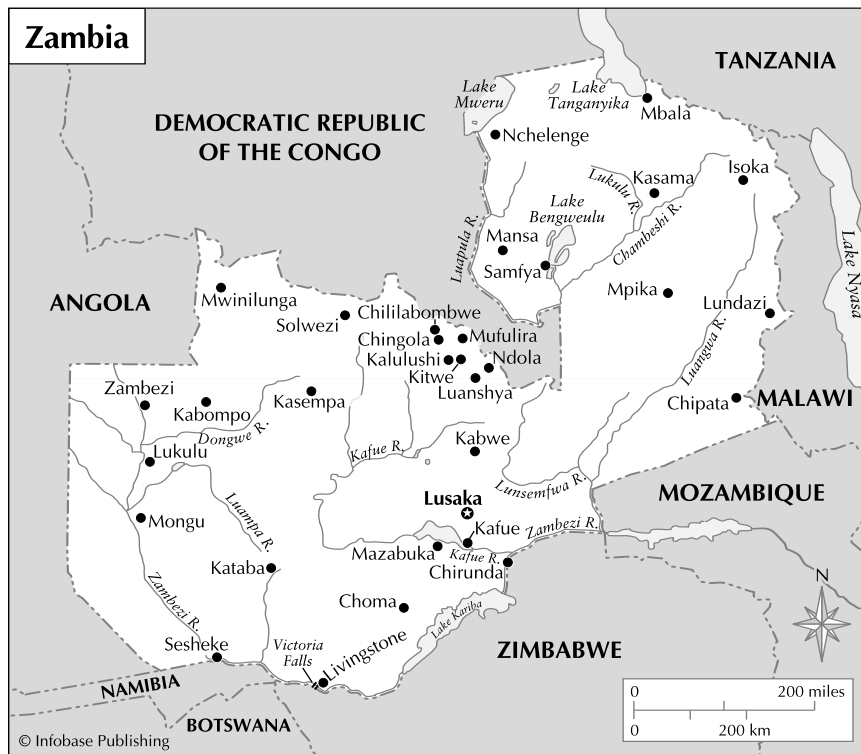 Zambia
TANZANIA
Lake
Mweru
Lake
Tanganyika
Mbala
DEMOCRATIC REPUBLIC
OF THE CONGO
Nchelenge
Isoka
Kasama
Lukulu R.
Lake
Bengweulu
Chambeshi R.
Luapula R.
Mansa
Samfya
Lake Nyasa
Mwinilunga
ANGOLA
Mpika
Lundazi
Solwezi
Chililabombwe
Chingola
Mufulira
Kalulushi
Ndola
Kitwe
Luanshya
Luangwa R.
Zambezi
Kabompo
Kasempa
Chipata
MALAWI
Dongwe R.
Lukulu
Kafue R.
Kabwe
Lunsemfwa R.
Lusaka
MOZAMBIQUE
Mongu
Luampa R.
Kafue
Zambezi R.
Mazabuka
Kafue R.
Chirunda
Kataba
Zambezi R.
Choma
Lake Kariba
N
Sesheke
Victoria
Falls
Livingstone
ZIMBABWE
NAMIBIA
BOTSWANA
0 200 miles
0 200 km
© Infobase Publishing